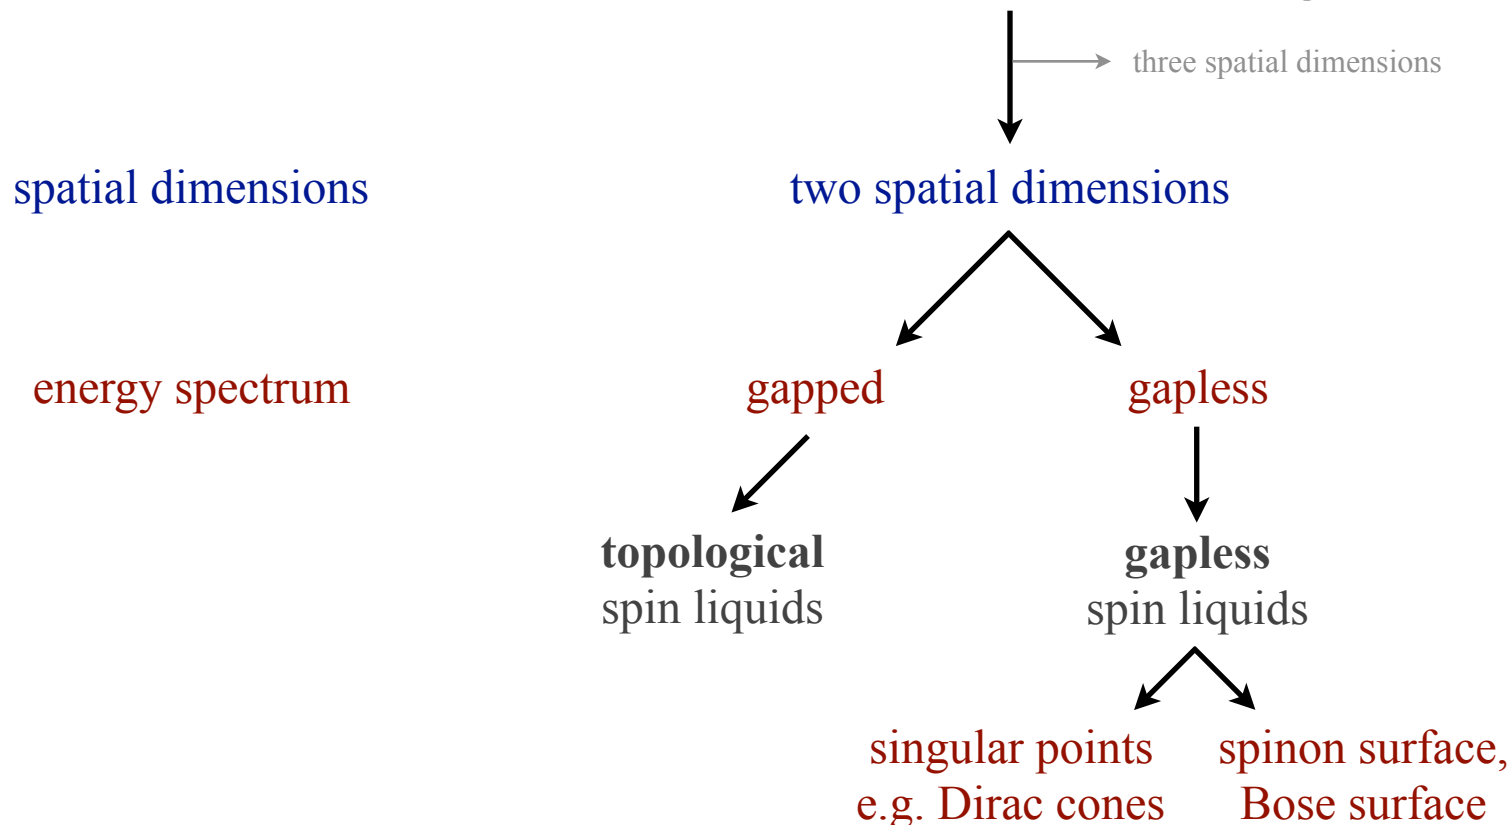 three spatial dimensions
spatial dimensions
two spatial dimensions
energy spectrum
gapped
gapless
topological
spin liquids
gapless
spin liquids
singular points
e.g. Dirac cones
spinon surface,
Bose surface